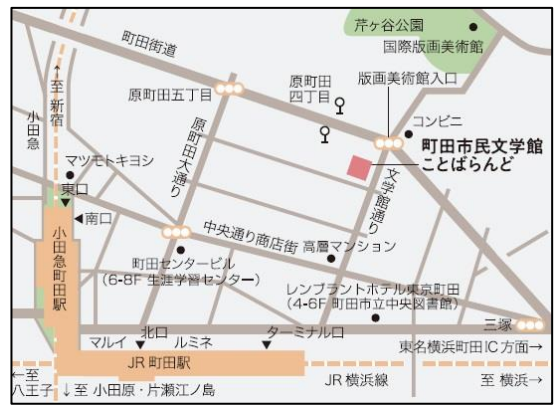 芹ヶ谷公園
国際版画美術館
町田街道
版画美術館入口
原町田
四丁目
原町田五丁目
コンビニ
町田市民文学館
ことばらんど
←至 新宿
小田急
原町田大通り
文学館通り
マツモトキヨシ
東口
南口
小田急町田駅
中央通り商店街
高層マンション
町田センタービル
(6-8F 生涯学習センター)
レンブラントホテル東京町田
(4-6F 町田市立中央図書館)
三塚
北口
マルイ
ルミネ
ターミナル口
東名横浜町田IC方面→
JR町田駅
JR横浜線
至 横浜→
←至
八王子
↓至 小田原・片瀬江ノ島